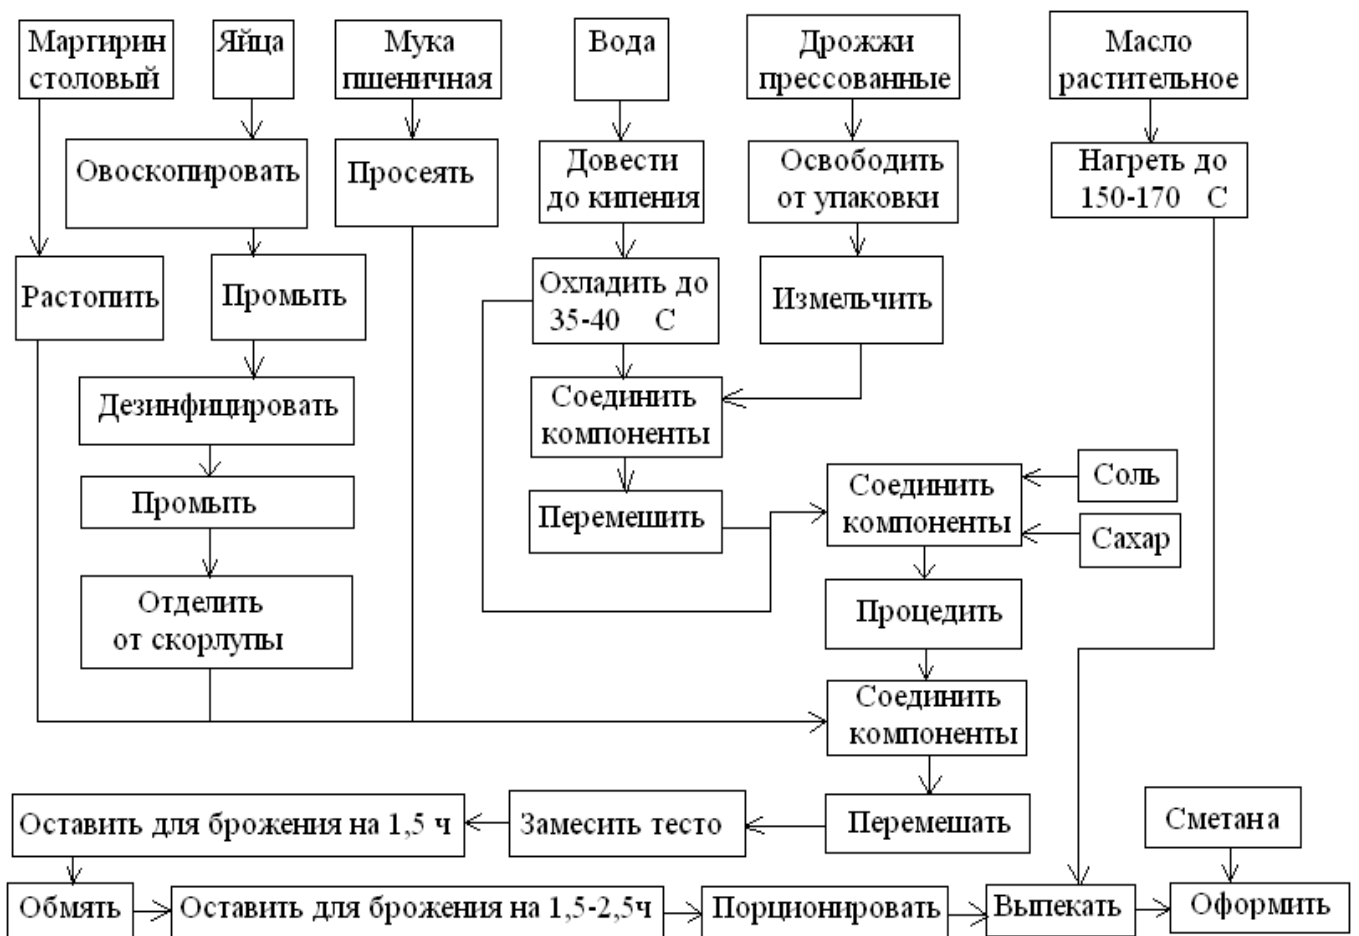 Маргирин
столовый
Яйца
Мука
пшеничная
Вода
Дрожжи
прессованные
Масло
растительное
Овоскопировать
Просеять
Довести
до кипения
Освободить
от упаковки
Нагреть до
150-170 С
Растопить
Промыть
Охладить до
35-40 С
Измельчить
Дезинфицировать
Соединить
компоненты
Промыть
Перемешить
Соединить
компоненты
Соль
Сахар
Отделить
от скорлупы
Процедить
Соединить
компоненты
Оставить для брожения на 1,5 ч
Замесить тесто
Перемешать
Сметана
Обмять
Оставить для брожения на 1,5-2,5ч
Порционировать
Выпекать
Оформить